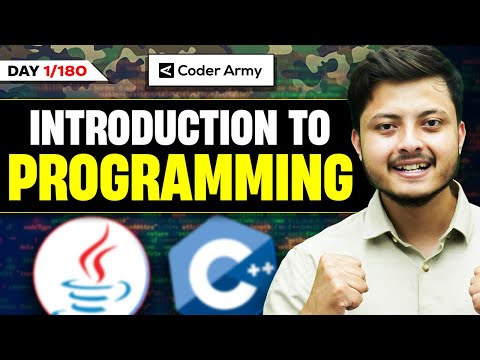 DAY 1/180
Coder Army
INTRODUCTION TO
PROGRAMMING
C++